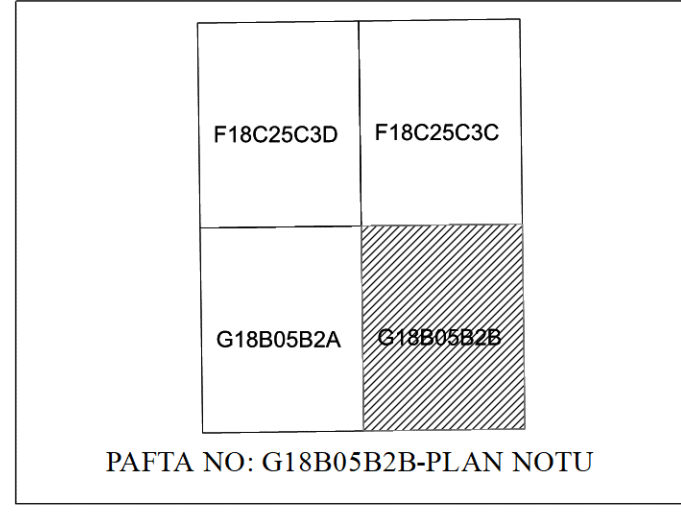 F18C25C3D F18C25C3C
G18B05B2A G18B05B2B
PAFTA NO: G18B05B2B-PLAN NOTU